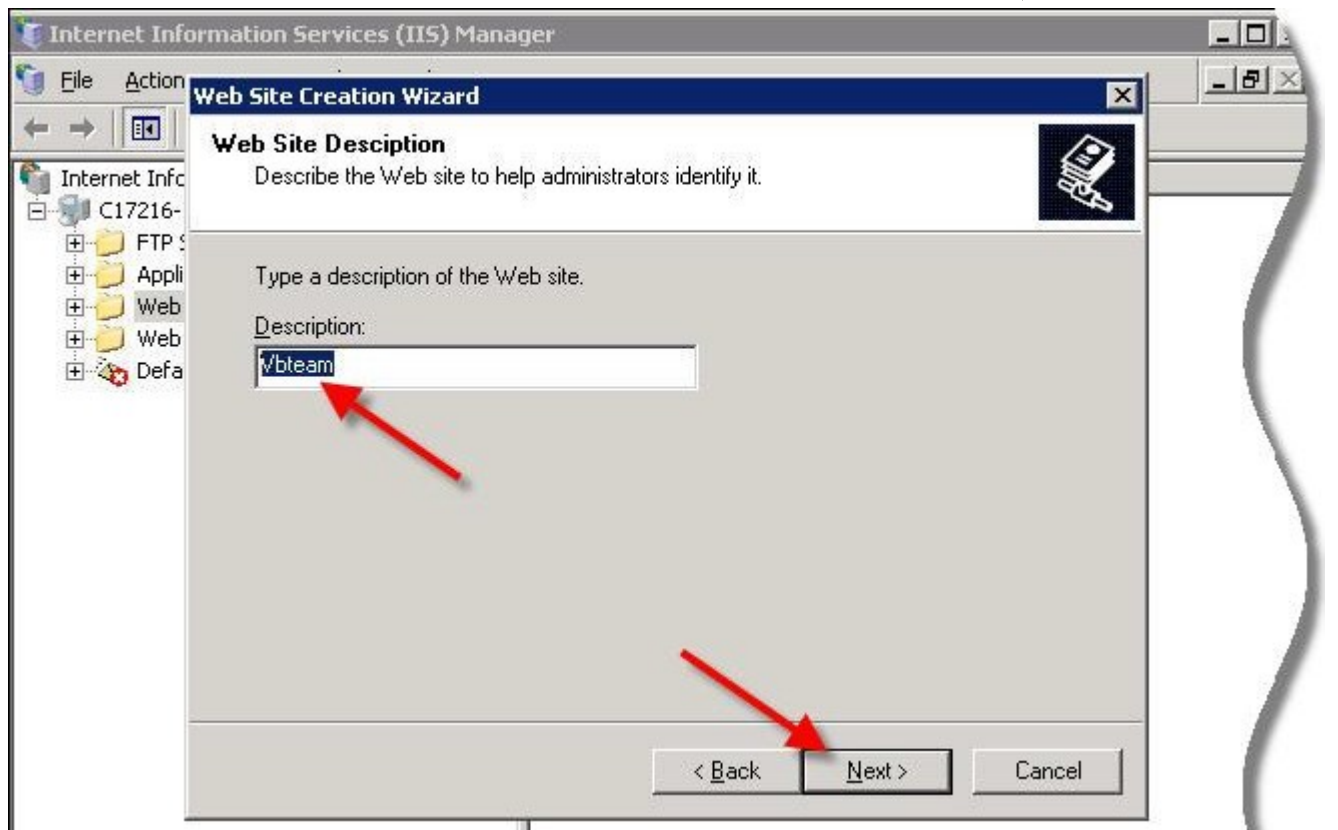 Internet Information Services (IIS) Manager
File Action
Web Site Creation Wizard
Web Site Desciption
Describe the Web site to help administrators identify it.
Internet Info
C17216-
FTP S
Appli
Web
Web
Defa
Type a description of the Web site.
Description:
Vbteam
< Back Next > Cancel